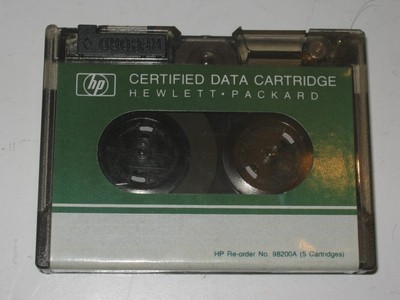 hp
CERTIFIED DATA CARTRIDGE
HEWLETT • PACKARD
HP Re-order No. 98200A (5 Cartridges)